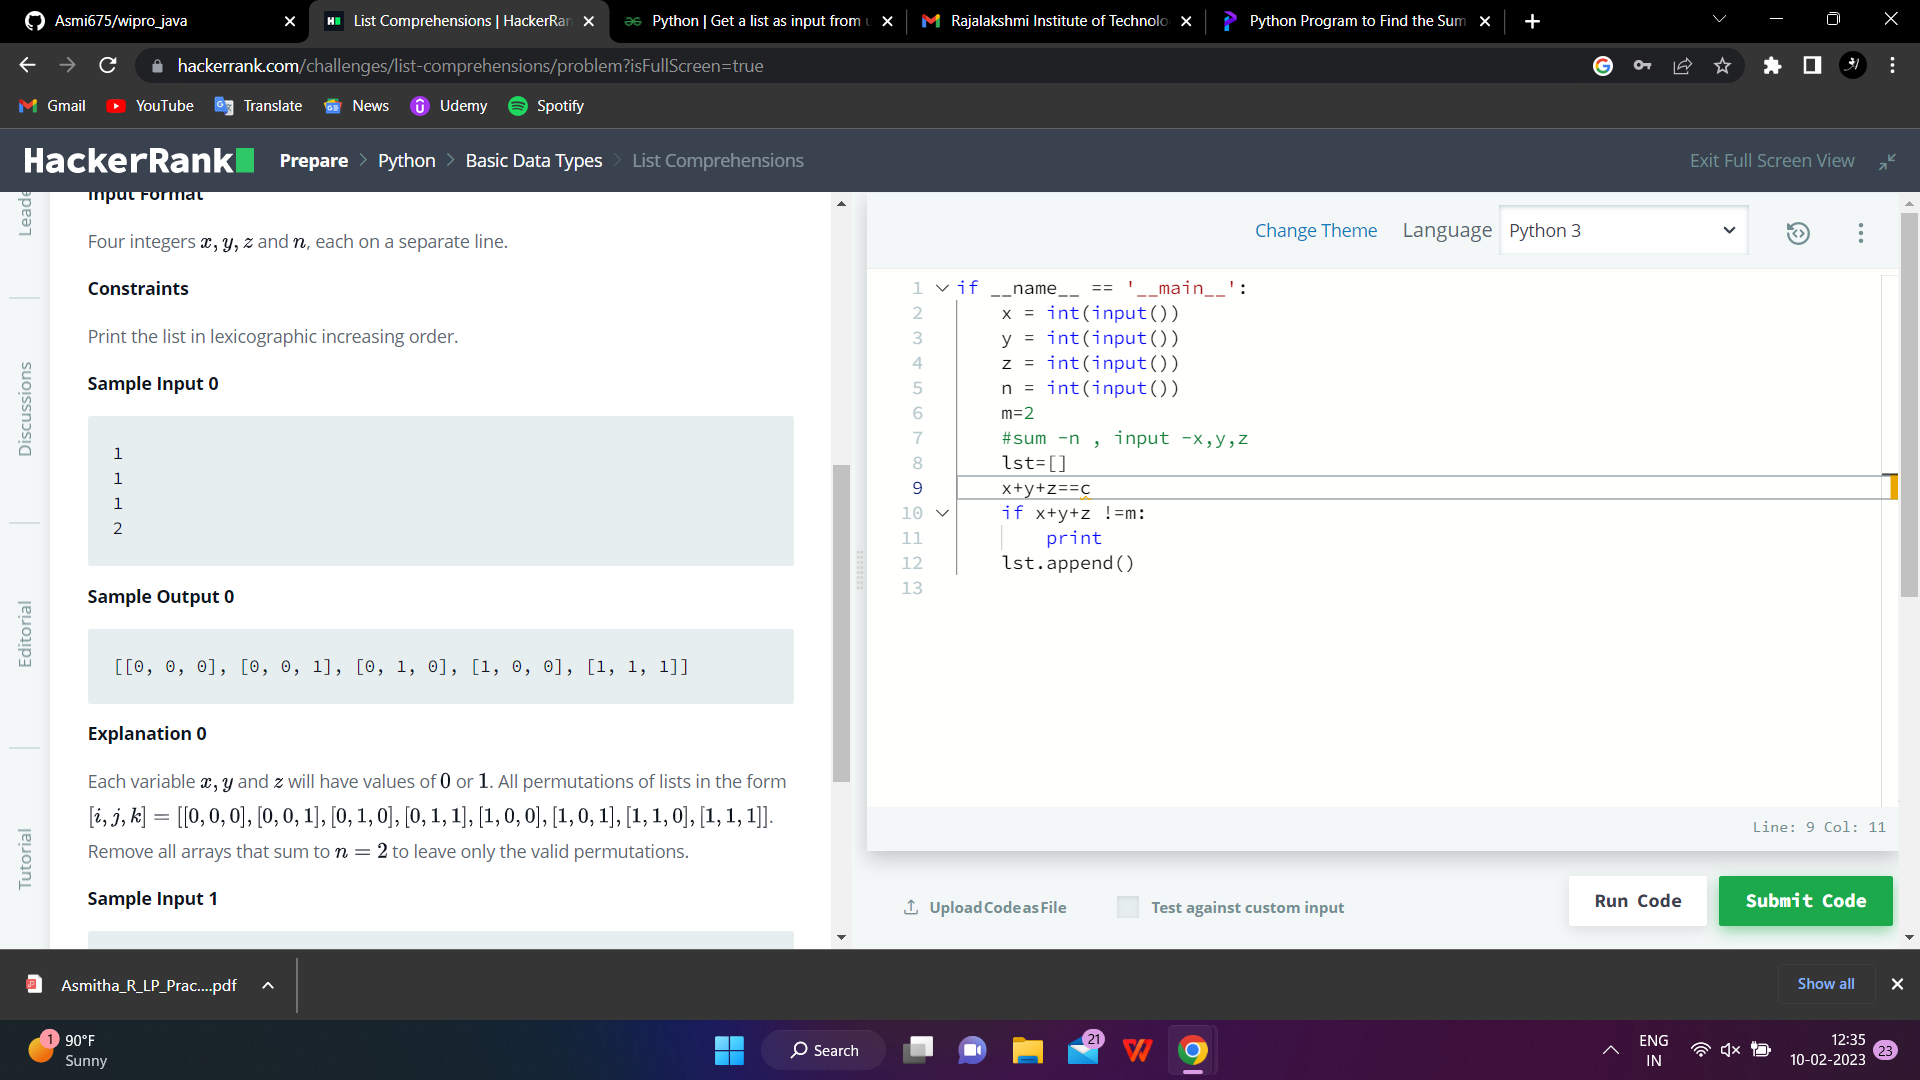 Asmi675/wipro_java
List Comprehensions | HackerRan
Python | Get a list as input from u
Rajalakshmi Institute of Technolo
Python Program to Find the Sum
hackerrank.com/challenges/list-comprehensions/problem?isFullScreen=true
Gmail YouTube Translate News Udemy Spotify
HackerRank Prepare > Python > Basic Data Types > List Comprehensions
Exit Full Screen View
Leade
Discussions
Editorial
Tutorial
Input Format
Four integers x, y, z and n, each on a separate line.
Constraints
Print the list in lexicographic increasing order.
Sample Input 0
1
1
1
2
Sample Output 0
[[0, 0, 0], [0, 0, 1], [0, 1, 0], [1, 0, 0], [1, 1, 1]]
Explanation 0
Each variable x, y and z will have values of 0 or 1. All permutations of lists in the form
[i, j, k] = [[0, 0, 0], [0, 0, 1], [0, 1, 0], [0, 1, 1], [1, 0, 0], [1, 0, 1], [1, 1, 0], [1, 1, 1]].
Remove all arrays that sum to n = 2 to leave only the valid permutations.
Sample Input 1
Change Theme Language Python 3
1 if __name__ == '__main__':
2 x = int(input())
3 y = int(input())
4 z = int(input())
5 n = int(input())
6 m=2
7 #sum -n , input -x,y,z
8 lst=[]
9 x+y+z==c
10 if x+y+z !=m:
11 print
12 lst.append()
13
Line: 9 Col: 11
Upload Code as File
Test against custom input
Run Code
Submit Code
Asmitha_R_LP_Prac....pdf
Show all
1
90°F
Sunny
Search
21
ENG
IN
12:35
10-02-2023
23